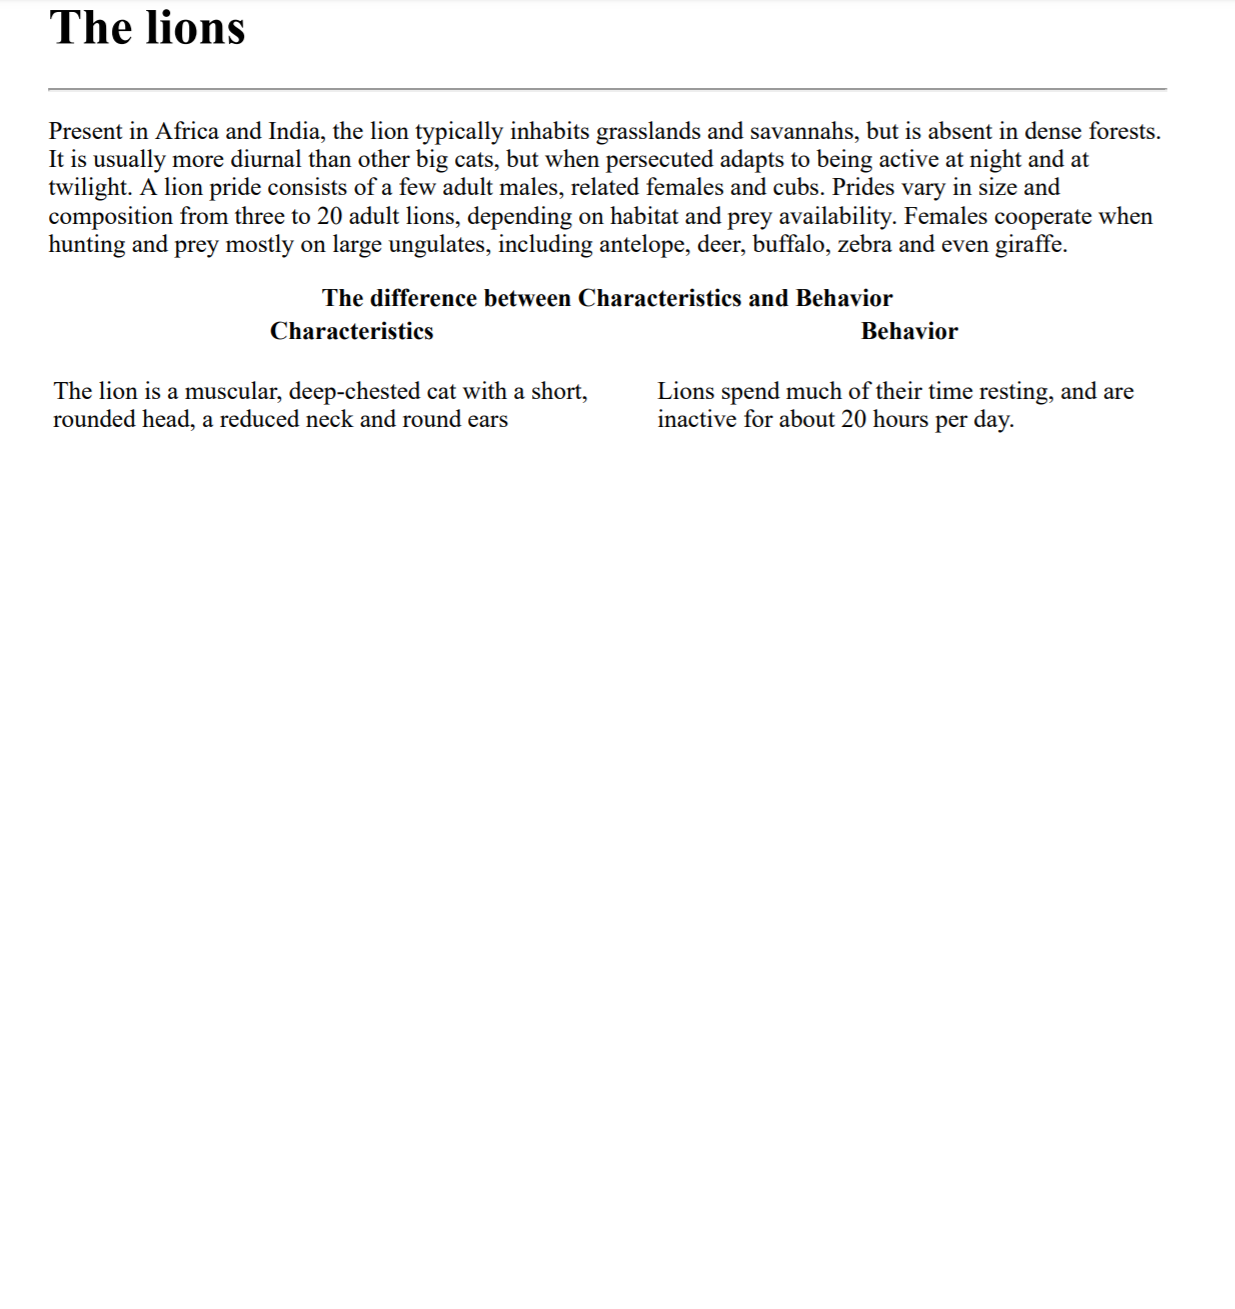 The lions
Present in Africa and India, the lion typically inhabits grasslands and savannahs, but is absent in dense forests.
It is usually more diurnal than other big cats, but when persecuted adapts to being active at night and at
twilight. A lion pride consists of a few adult males, related females and cubs. Prides vary in size and
composition from three to 20 adult lions, depending on habitat and prey availability. Females cooperate when
hunting and prey mostly on large ungulates, including antelope, deer, buffalo, zebra and even giraffe.
The difference between Characteristics and Behavior
Characteristics
Behavior
The lion is a muscular, deep-chested cat with a short,
rounded head, a reduced neck and round ears
Lions spend much of their time resting, and are
inactive for about 20 hours per day.